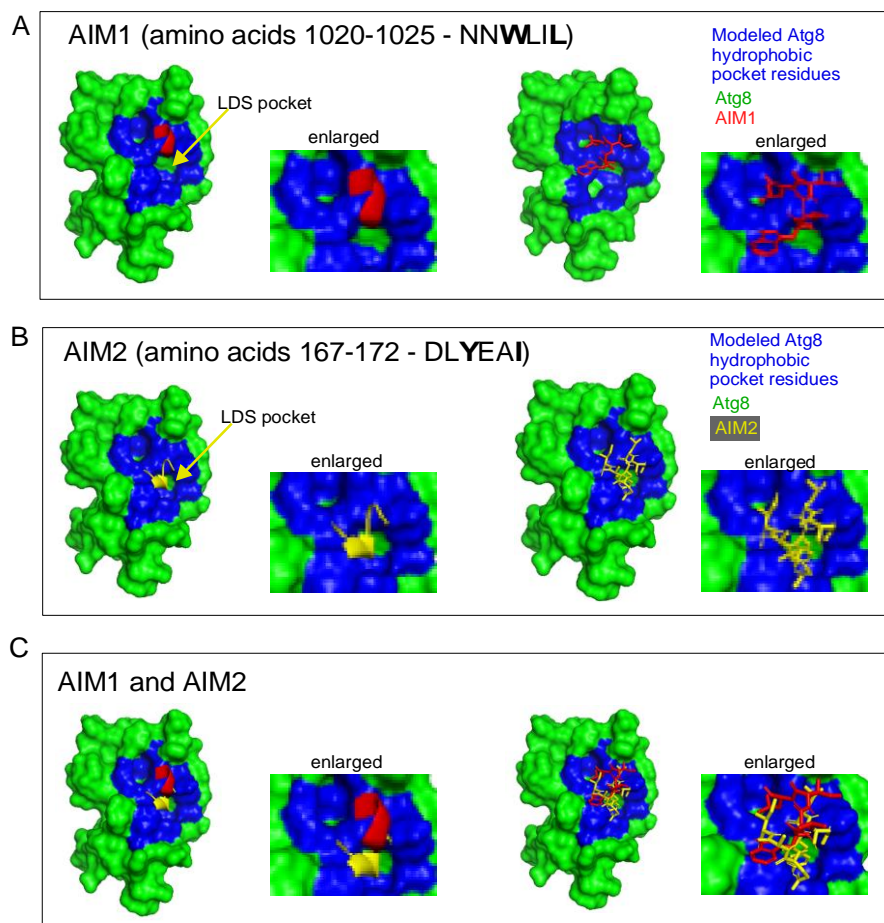 A
AIM1 (amino acids 1020-1025 - NNWLIL)
LDS pocket
enlarged
Modeled Atg8
hydrophobic
pocket residues
Atg8
AIM1
enlarged
B
AIM2 (amino acids 167-172 - DLYEAI)
LDS pocket
enlarged
Modeled Atg8
hydrophobic
pocket residues
Atg8
AIM2
enlarged
C
AIM1 and AIM2
enlarged
enlarged